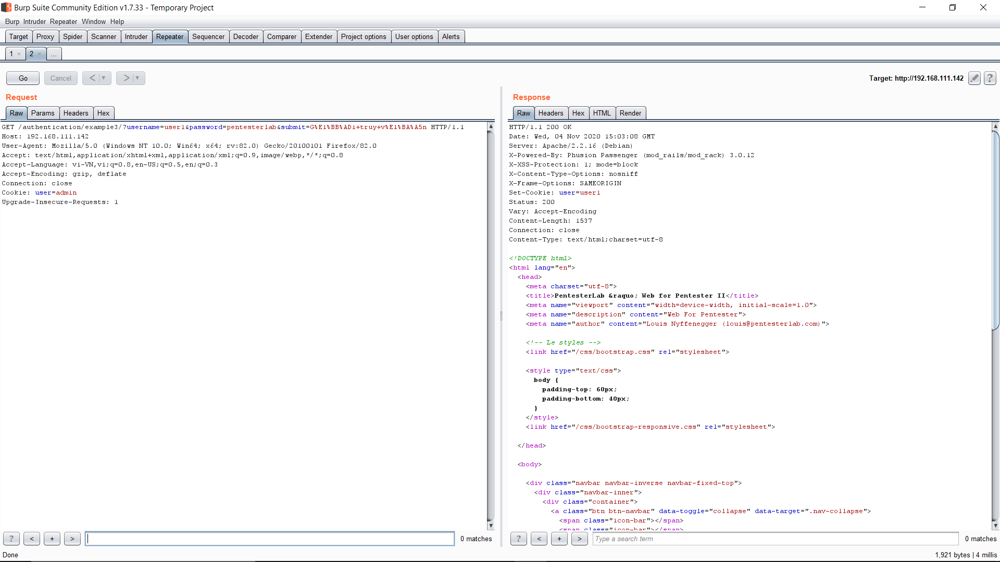 Burp Suite Community Edition v1.7.33 - Temporary Project
Burp Intruder Repeater Window Help
Target Proxy Spider Scanner Intruder Repeater Sequencer Decoder Comparer Extender Project options User options Alerts
1 × 2 × ...
Go Cancel < > Target: http://192.168.111.142 ?
Request
Raw Params Headers Hex
GET /authentication/example3/?username=user1&password=pentesterlab&submit=G%E1%BB%ADi+truy+v%E1%BA%A5n HTTP/1.1
Host: 192.168.111.142
User-Agent: Mozilla/5.0 (Windows NT 10.0; Win64; x64; rv:82.0) Gecko/20100101 Firefox/82.0
Accept: text/html,application/xhtml+xml,application/xml;q=0.9,image/webp,*/*;q=0.8
Accept-Language: vi-VN,vi;q=0.8,en-US;q=0.5,en;q=0.3
Accept-Encoding: gzip, deflate
Connection: close
Cookie: user=admin
Upgrade-Insecure-Requests: 1
? < + > 0 matches
Response
Raw Headers Hex HTML Render
HTTP/1.1 200 OK
Date: Wed, 04 Nov 2020 15:03:08 GMT
Server: Apache/2.2.16 (Debian)
X-Powered-By: Phusion Passenger (mod_rails/mod_rack) 3.0.12
X-XSS-Protection: 1; mode=block
X-Content-Type-Options: nosniff
X-Frame-Options: SAMEORIGIN
Set-Cookie: user=user1
Status: 200
Vary: Accept-Encoding
Content-Length: 1537
Connection: close
Content-Type: text/html;charset=utf-8
<!DOCTYPE html>
<html lang="en">
<head>
<meta charset="utf-8">
<title>PentesterLab &raquo; Web for Pentester II</title>
<meta name="viewport" content="width=device-width, initial-scale=1.0">
<meta name="description" content="Web For Pentester">
<meta name="author" content="Louis Nyffenegger (louis@pentesterlab.com)">
<!-- Le styles -->
<link href="/css/bootstrap.css" rel="stylesheet">
<style type="text/css">
body {
padding-top: 60px;
padding-bottom: 40px;
}
</style>
<link href="/css/bootstrap-responsive.css" rel="stylesheet">
</head>
<body>
<div class="navbar navbar-inverse navbar-fixed-top">
<div class="navbar-inner">
<div class="container">
<a class="btn btn-navbar" data-toggle="collapse" data-target=".nav-collapse">
<span class="icon-bar"></span>
<span class="icon-bar"></span>
? < + > Type a search term 0 matches
Done 1,921 bytes | 4 millis